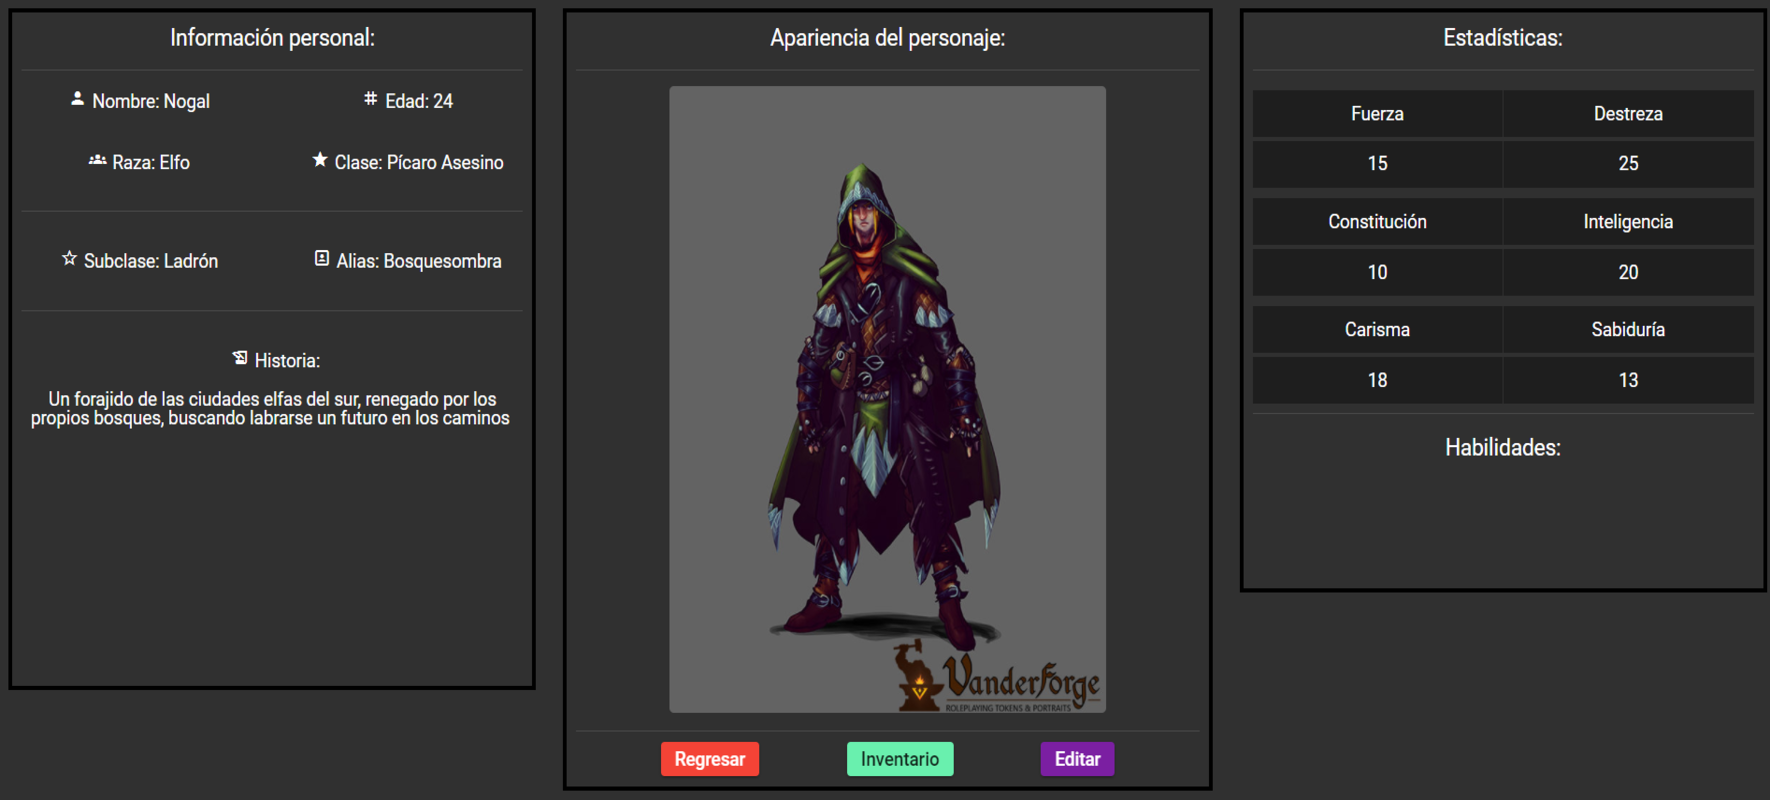 Información personal:
Nombre: Nogal
Edad: 24
Raza: Elfo
Clase: Pícaro Asesino
Subclase: Ladrón
Alias: Bosquesombra
Historia:
Un forajido de las ciudades elfas del sur, renegado por los
propios bosques, buscando labrarse un futuro en los caminos
Apariencia del personaje:
VanderForge
ROLEPLAYING TOKENS & PORTRAITS
Regresar
Inventario
Editar
Estadísticas:
Fuerza
Destreza
15
25
Constitución
Inteligencia
10
20
Carisma
Sabiduría
18
13
Habilidades: